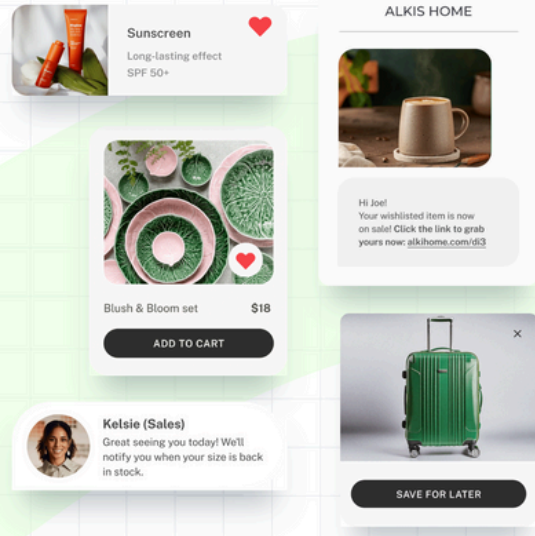 Sunscreen
Long-lasting effect
SPF 50+
Blush & Bloom set $18
ADD TO CART
Kelsie (Sales)
Great seeing you today! We'll
notify you when your size is back
in stock.
ALKIS HOME
Hi Joe!
Your wishlisted item is now
on sale! Click the link to grab
yours now: alkihome.com/di3
SAVE FOR LATER